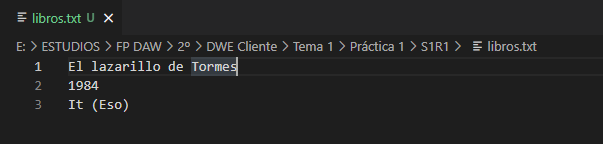 libros.txt U
E: > ESTUDIOS > FP DAW > 2º > DWE Cliente > Tema 1 > Práctica 1 > S1R1 > libros.txt
1 El lazarillo de Tormes
2 1984
3 It (Eso)